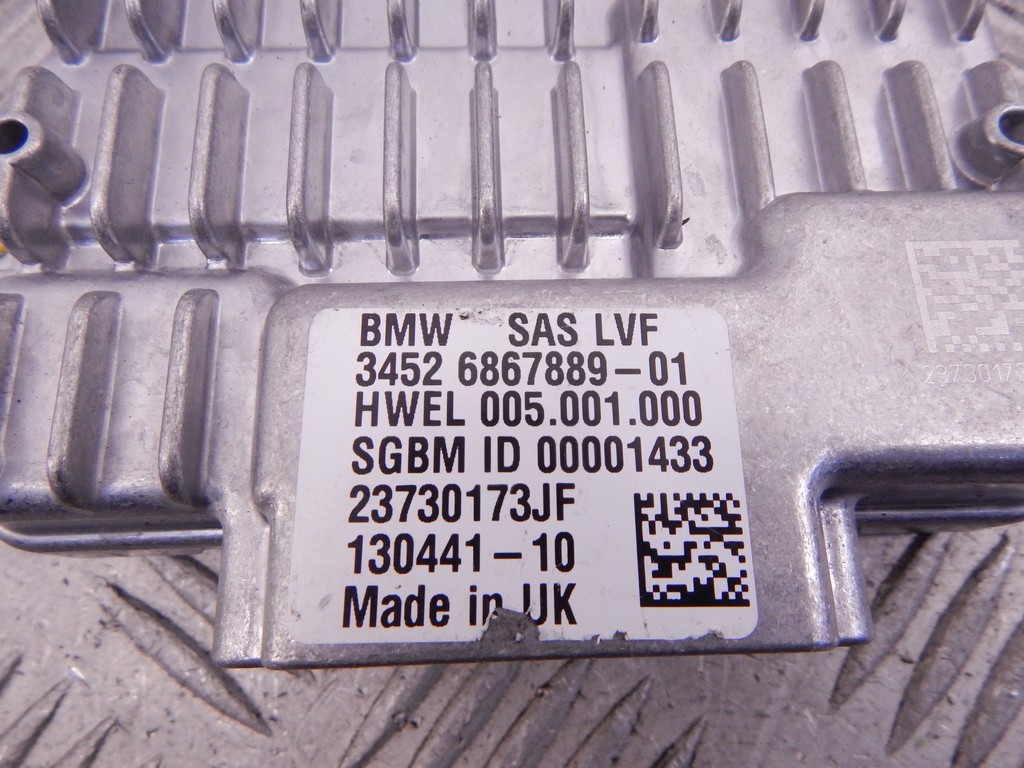 BMW SAS LVF
3452 6867889-01
HWEL 005.001.000
SGBM ID 00001433
23730173JF
130441-10
Made in UK
23730173